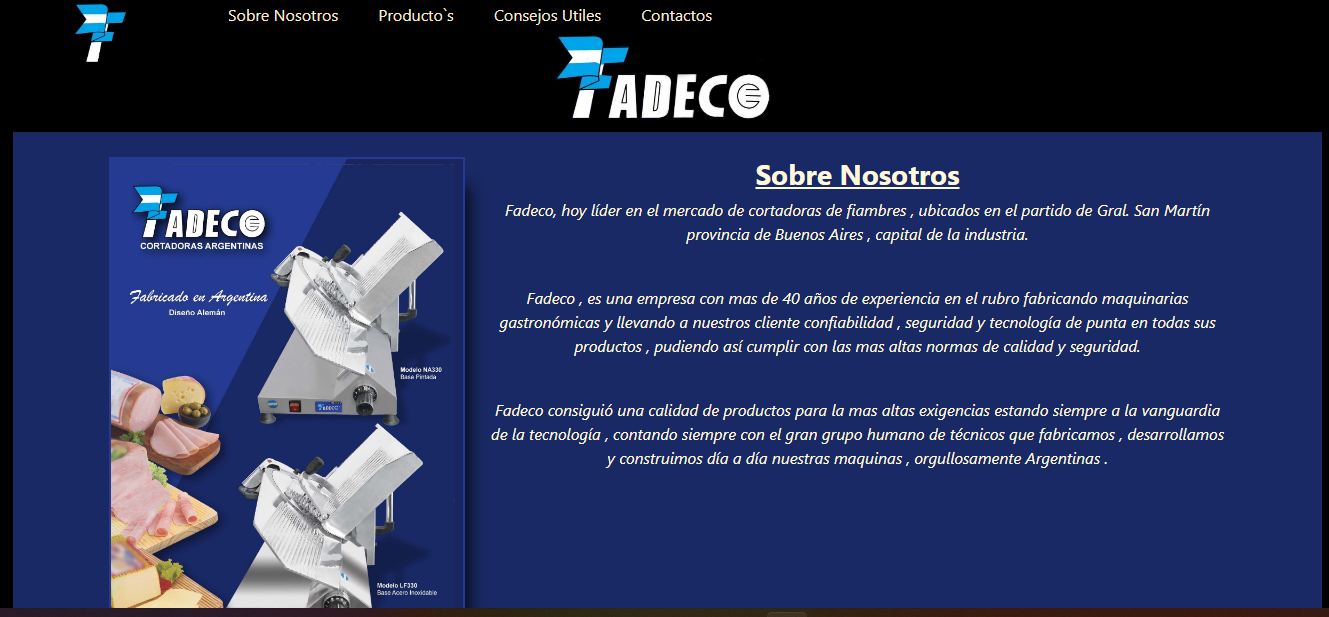 Sobre Nosotros Producto`s Consejos Utiles Contactos
FADECO
FADECO
CORTADORAS ARGENTINAS
Fabricado en Argentina
Diseño Alemán
Modelo NA330
Base Pintada
FADECO
Modelo LF330
Base Acero Inoxidable
Sobre Nosotros
Fadeco, hoy líder en el mercado de cortadoras de fiambres , ubicados en el partido de Gral. San Martín
provincia de Buenos Aires , capital de la industria.
Fadeco , es una empresa con mas de 40 años de experiencia en el rubro fabricando maquinarias
gastronómicas y llevando a nuestros cliente confiabilidad , seguridad y tecnología de punta en todas sus
productos , pudiendo así cumplir con las mas altas normas de calidad y seguridad.
Fadeco consiguió una calidad de productos para la mas altas exigencias estando siempre a la vanguardia
de la tecnología , contando siempre con el gran grupo humano de técnicos que fabricamos , desarrollamos
y construimos día a día nuestras maquinas , orgullosamente Argentinas .